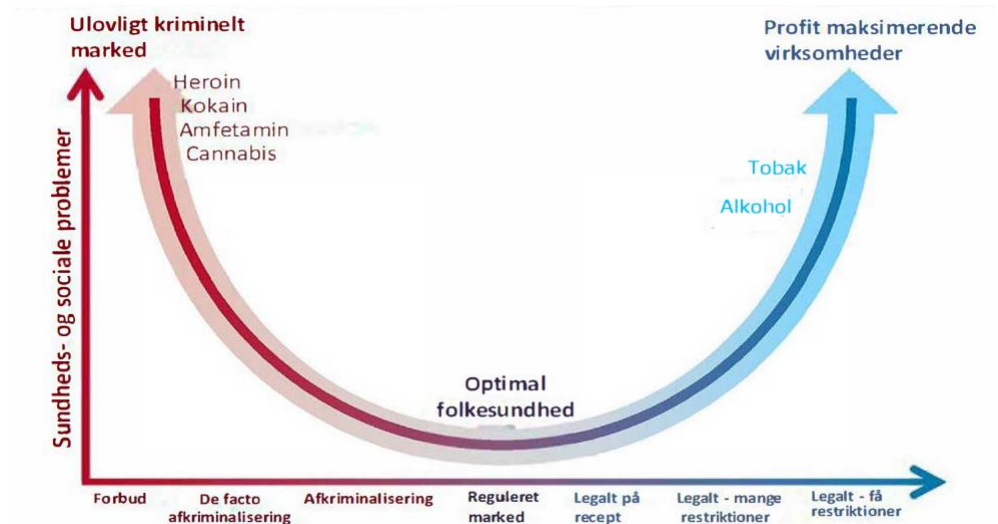 Ulovligt kriminelt
marked
Profit maksimerende
virksomheder
Heroin
Kokain
Amfetamin
Cannabis
Tobak
Alkohol
Sundheds- og sociale problemer
Optimal
folkesundhed
Forbud
De facto
afkriminalisering
Afkriminalisering
Reguleret
marked
Legalt på
recept
Legalt - mange
restriktioner
Legalt - få
restriktioner